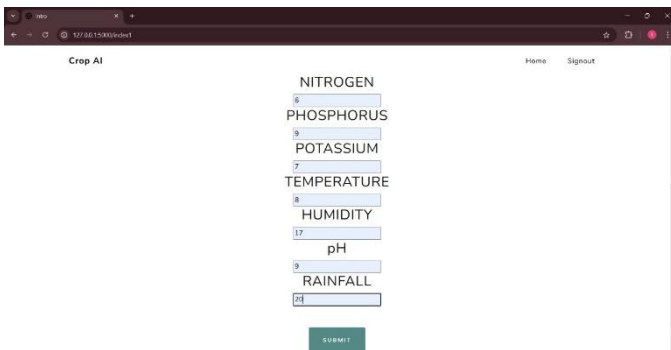 Intro
127.0.0.1:5000/index1
Crop AI
Home Signout
NITROGEN
6
PHOSPHORUS
9
POTASSIUM
7
TEMPERATURE
8
HUMIDITY
17
pH
9
RAINFALL
20
SUBMIT